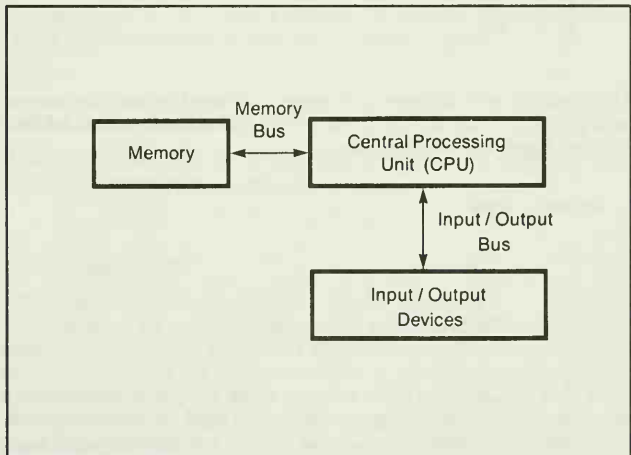 Memory
Bus
Memory
Central Processing
Unit (CPU)
Input / Output
Bus
Input / Output
Devices